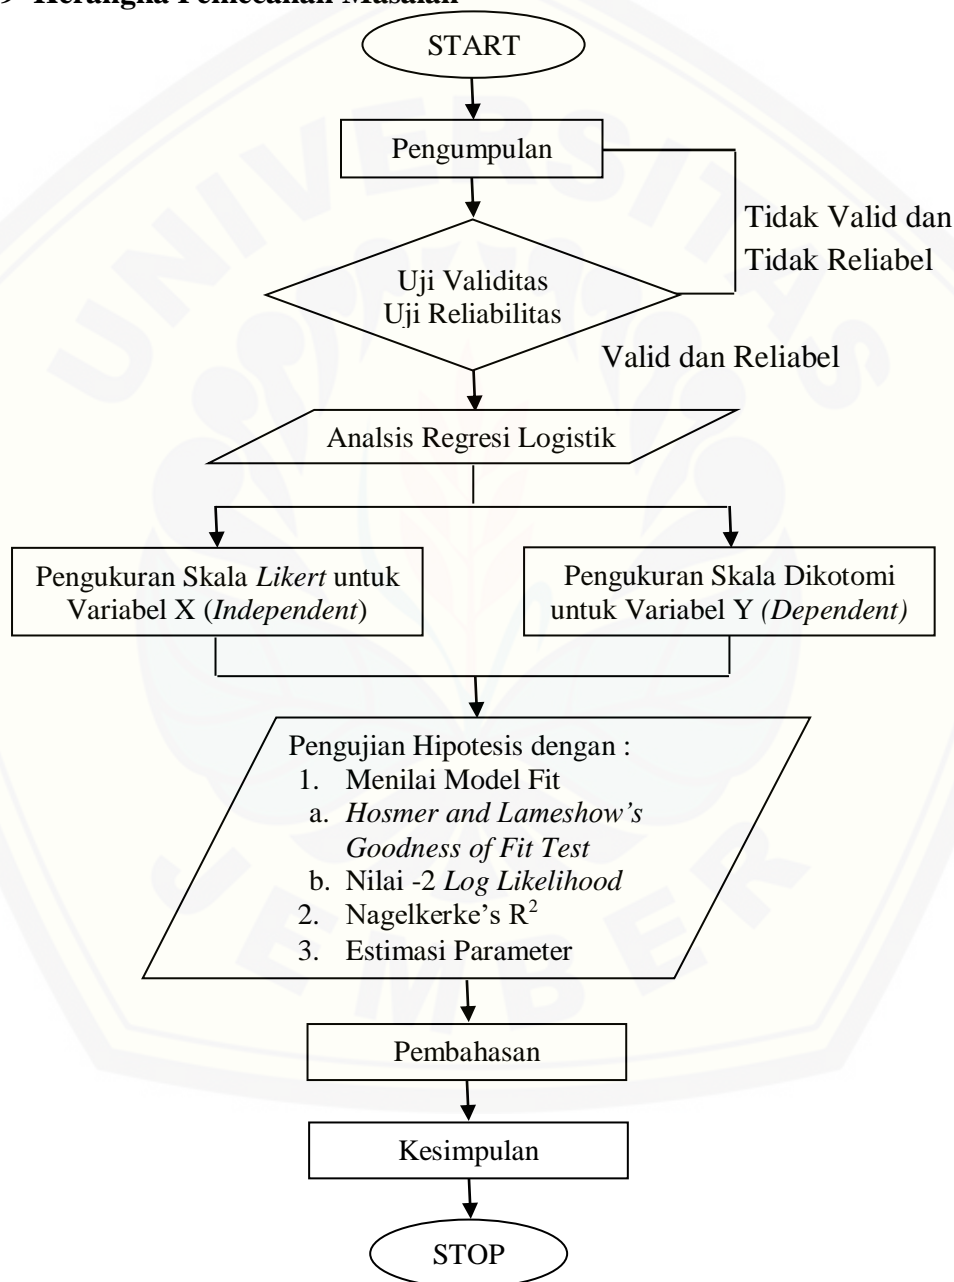 START
Pengumpulan
Tidak Valid dan
Tidak Reliabel
Uji Validitas
Uji Reliabilitas
Valid dan Reliabel
Analsis Regresi Logistik
Pengukuran Skala Likert untuk
Variabel X (Independent)
Pengukuran Skala Dikotomi
untuk Variabel Y (Dependent)
Pengujian Hipotesis dengan :
1. Menilai Model Fit
a. Hosmer and Lameshow’s
Goodness of Fit Test
b. Nilai -2 Log Likelihood
2. Nagelkerke’s R²
3. Estimasi Parameter
Pembahasan
Kesimpulan
STOP
UNIVERSITAS
JEMBER